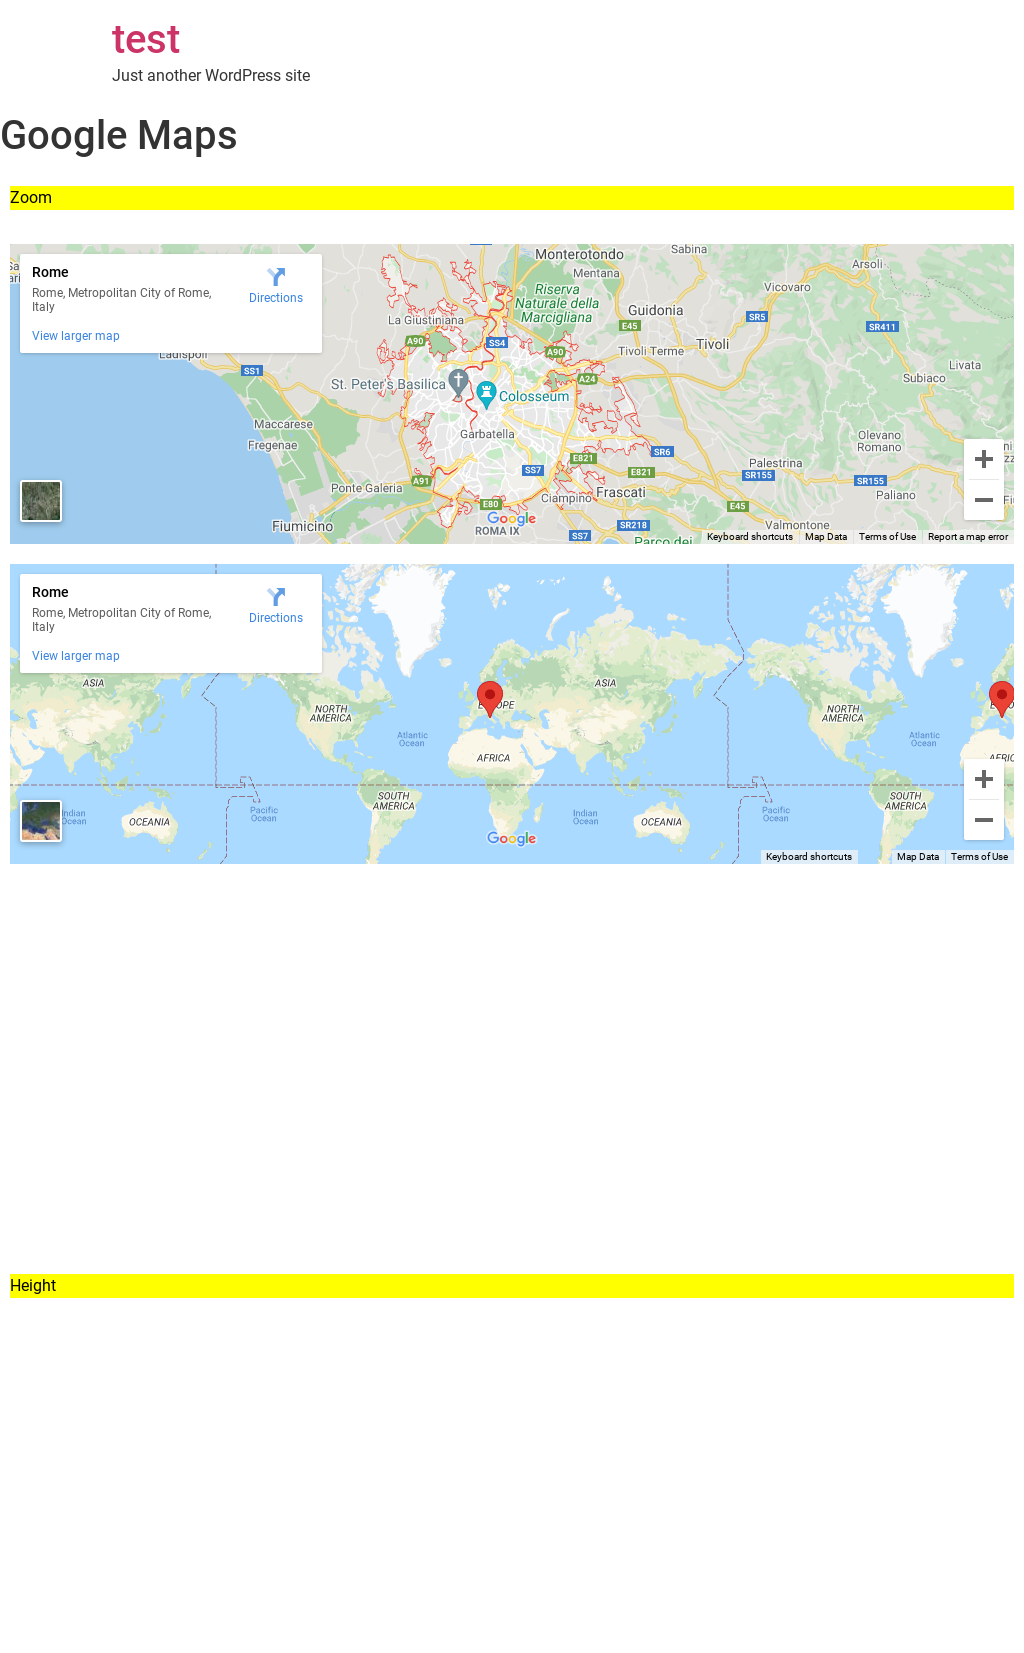 test
Just another WordPress site
Google Maps
Zoom
Rome
Rome, Metropolitan City of Rome,
Italy
View larger map
Directions
Monterotondo
Sabina
Mentana
Arsoli
Riserva
Naturale della
Marcigliana
Vicovaro
Guidonia
La Giustiniana
E45
SR5
SR411
A90
SS4
A90
Tivoli Terme
Tivoli
Ladispoli
SS1
St. Peter's Basilica
A24
Colosseum
Livata
Subiaco
Maccarese
Fregenae
Garbatella
Olevano
Romano
SR6
E821
SS7
E821
Palestrina
SR155
SR155
Ponte Galeria
A91
Ciampino
Frascati
Paliano
E80
E45
Fiumicino
Google
ROMA IX
SR218
Valmontone
SS7
Parco dei
Keyboard shortcuts
Map Data
Terms of Use
Report a map error
Rome
Rome, Metropolitan City of Rome,
Italy
View larger map
Directions
ASIA
NORTH
AMERICA
EUROPE
ASIA
NORTH
AMERICA
Atlantic
Ocean
Atlantic
Ocean
AFRICA
SOUTH
AMERICA
SOUTH
AMERICA
Indian
Ocean
OCEANIA
Pacific
Ocean
Indian
Ocean
OCEANIA
Pacific
Ocean
Google
Keyboard shortcuts
Map Data
Terms of Use
Height